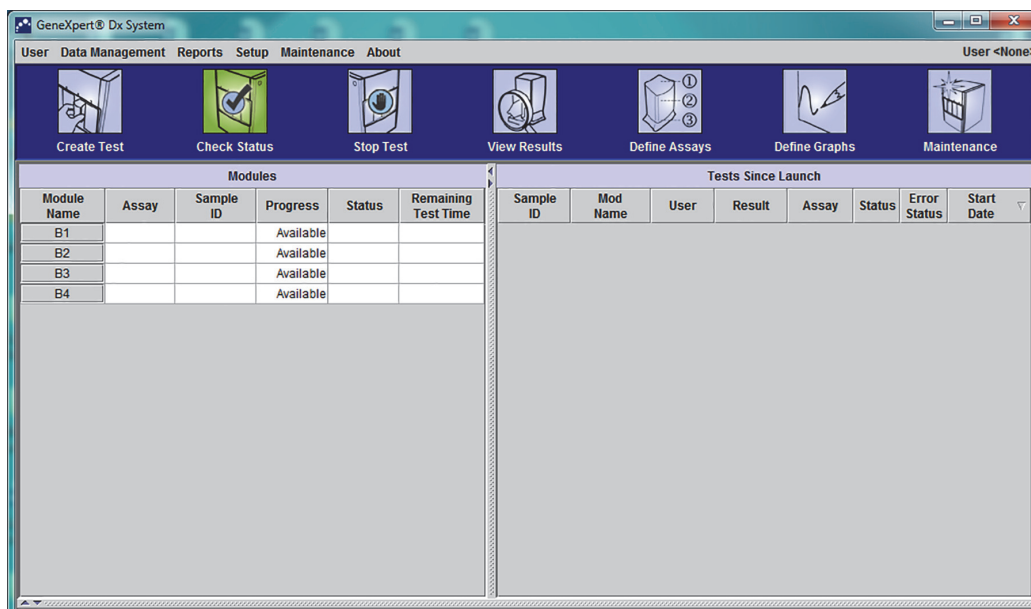 GeneXpert® Dx System
User Data Management Reports Setup Maintenance About User <None>
Create Test Check Status Stop Test View Results Define Assays Define Graphs Maintenance
1
2
3
Modules Tests Since Launch
Module Name Assay Sample ID Progress Status Remaining Test Time Sample ID Mod Name User Result Assay Status Error Status Start Date
B1 Available
B2 Available
B3 Available
B4 Available